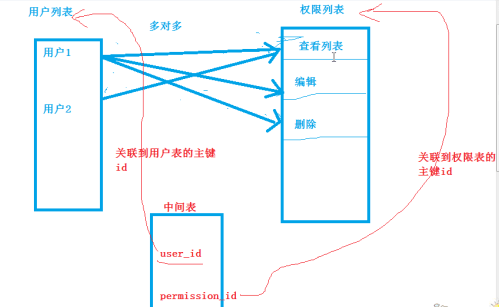 用户列表
多对多
权限列表
用户1
查看列表
编辑
用户2
删除
关联到用户表的主键
id
关联到权限表的
主键id
中间表
user_id
permission_id